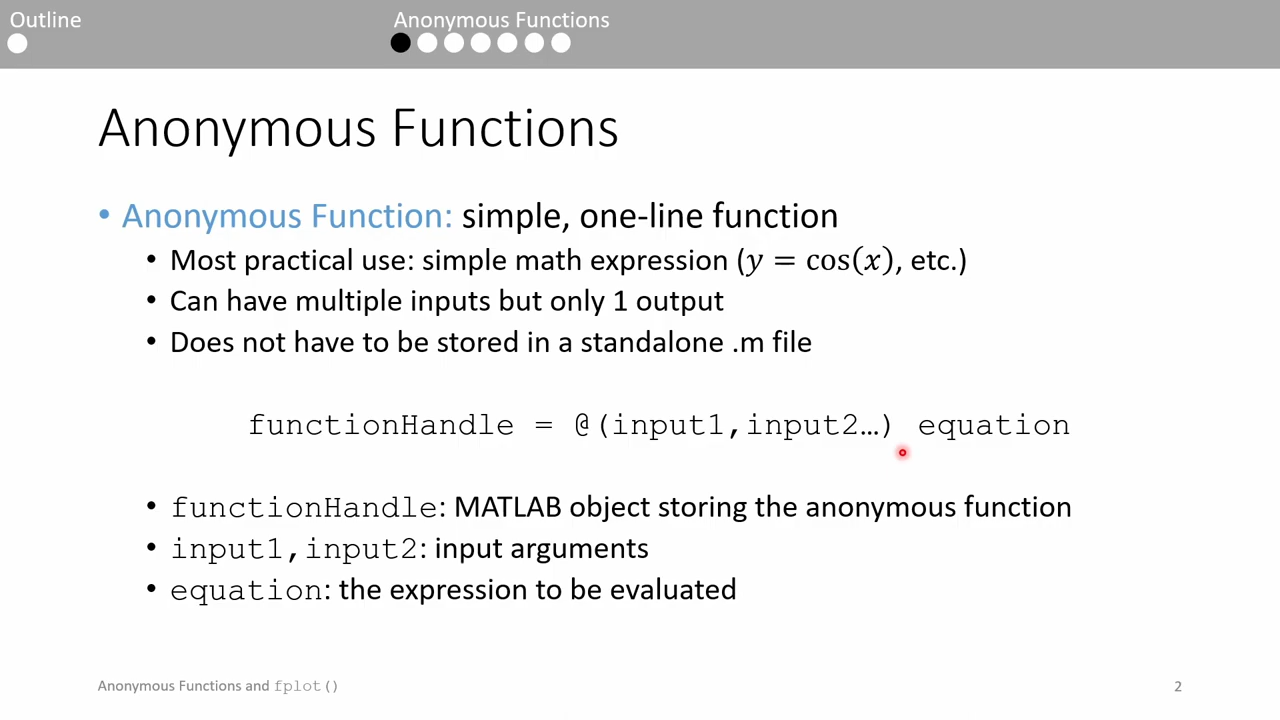 Outline
Anonymous Functions
Anonymous Functions
• Anonymous Function: simple, one-line function
• Most practical use: simple math expression (y = cos(x), etc.)
• Can have multiple inputs but only 1 output
• Does not have to be stored in a standalone .m file
functionHandle = @(input1,input2…) equation
• functionHandle: MATLAB object storing the anonymous function
• input1,input2: input arguments
• equation: the expression to be evaluated
Anonymous Functions and fplot()
2